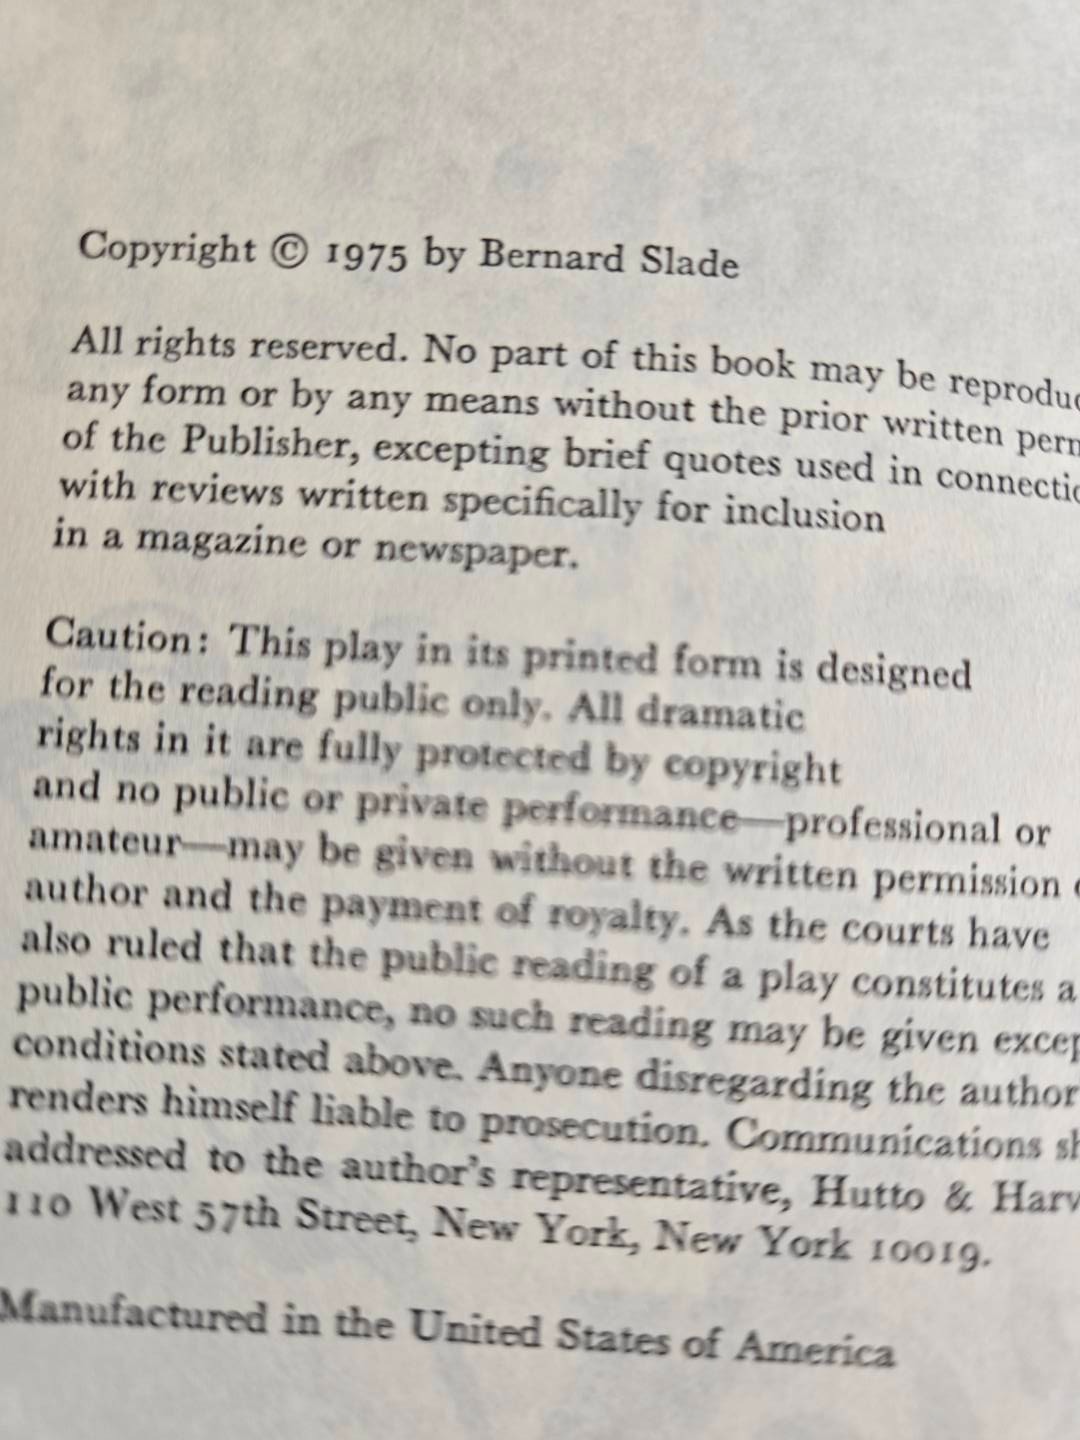 Copyright © 1975 by Bernard Slade
All rights reserved. No part of this book may be reproduc
any form or by any means without the prior written perm
of the Publisher, excepting brief quotes used in connectio
with reviews written specifically for inclusion
in a magazine or newspaper.
Caution: This play in its printed form is designed
for the reading public only. All dramatic
rights in it are fully protected by copyright
and no public or private performance—professional or
amateur—may be given without the written permission
author and the payment of royalty. As the courts have
also ruled that the public reading of a play constitutes a
public performance, no such reading may be given excep
conditions stated above. Anyone disregarding the author
renders himself liable to prosecution. Communications sh
addressed to the author's representative, Hutto & Harv
110 West 57th Street, New York, New York 10019.
Manufactured in the United States of America